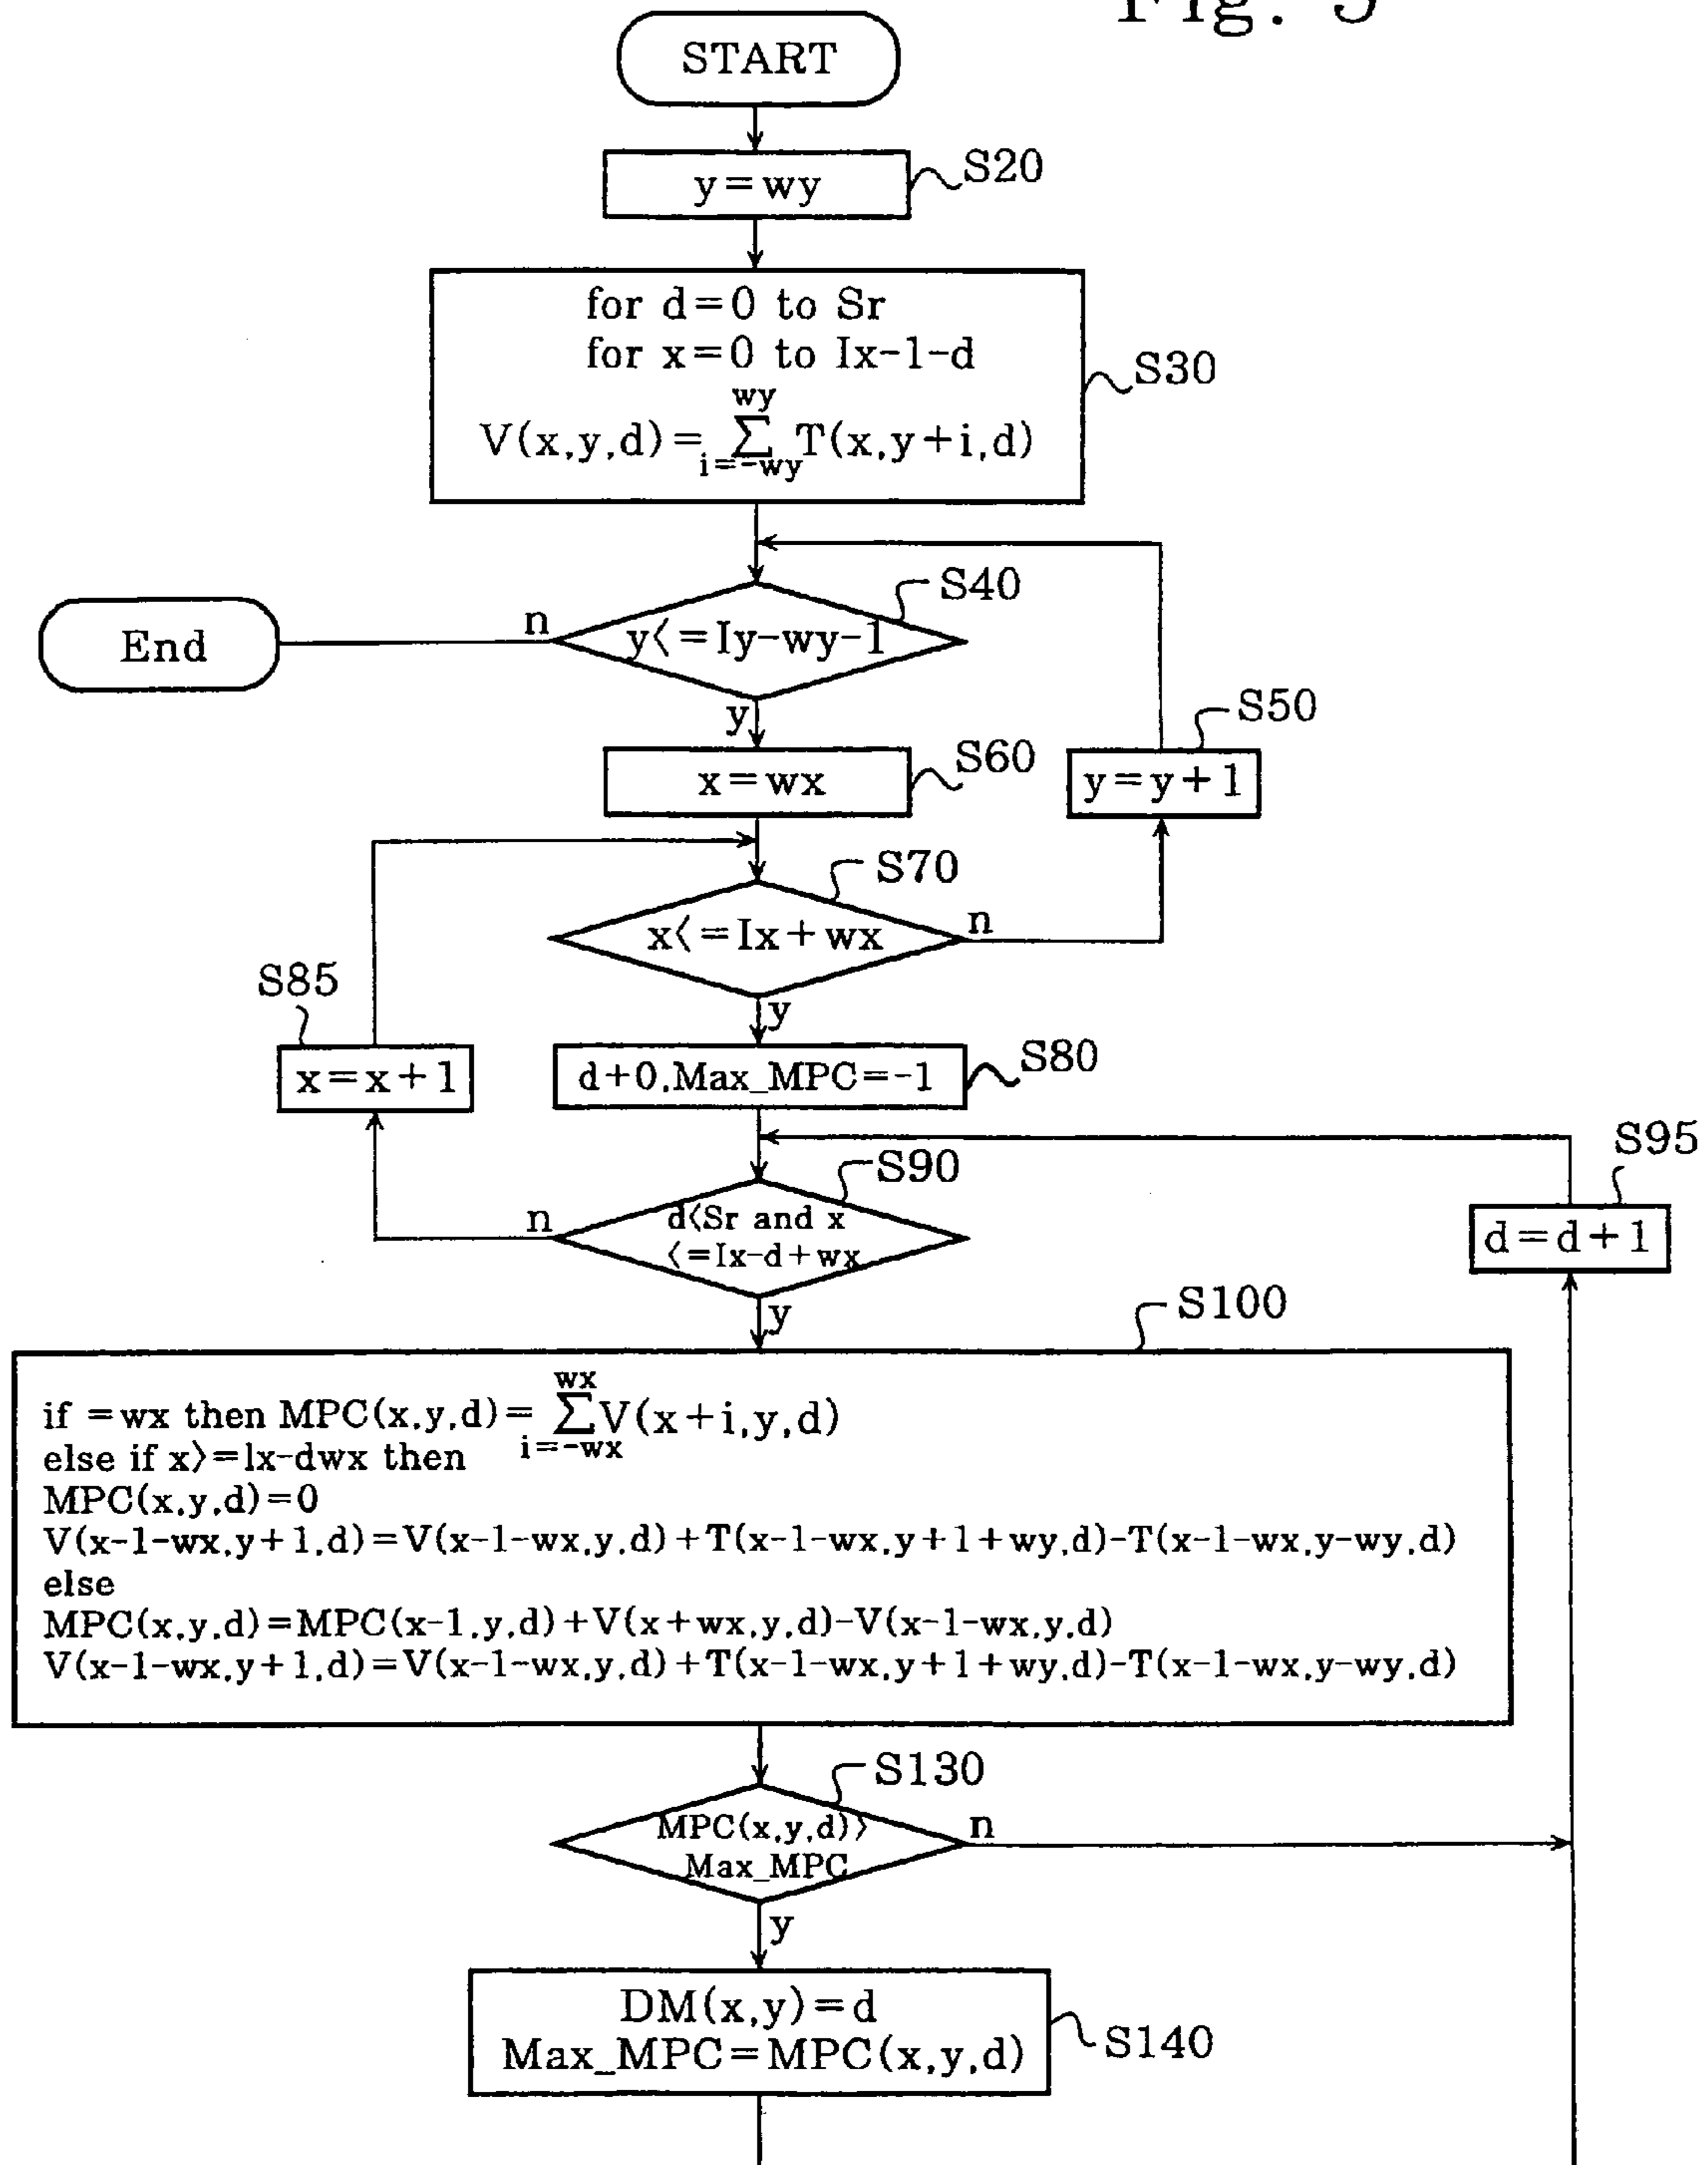 Fig. 5
START
y=wy
S20
for d=0 to Sr
for x=0 to Ix-1-d
wy
V(x,y,d)=ΣT(x,y+i,d)
i=-wy
S30
S40
y<=Iy-wy-1
n
End
y
S50
y=y+1
x=wx
S60
S70
x<=Ix+wx
n
y
S85
x=x+1
d+0,Max_MPC=-1
S80
S90
d<Sr and x
<=Ix-d+wx
n
y
S95
d=d+1
S100
wx
if =wx then MPC(x,y,d)=ΣV(x+i,y,d)
i=-wx
else if x>=lx-dwx then
MPC(x,y,d)=0
V(x-1-wx,y+1,d)=V(x-1-wx,y,d)+T(x-1-wx,y+1+wy,d)-T(x-1-wx,y-wy,d)
else
MPC(x,y,d)=MPC(x-1,y,d)+V(x+wx,y,d)-V(x-1-wx,y,d)
V(x-1-wx,y+1,d)=V(x-1-wx,y,d)+T(x-1-wx,y+1+wy,d)-T(x-1-wx,y-wy,d)
S130
MPC(x,y,d)>
Max_MPC
n
y
DM(x,y)=d
Max_MPC=MPC(x,y,d)
S140